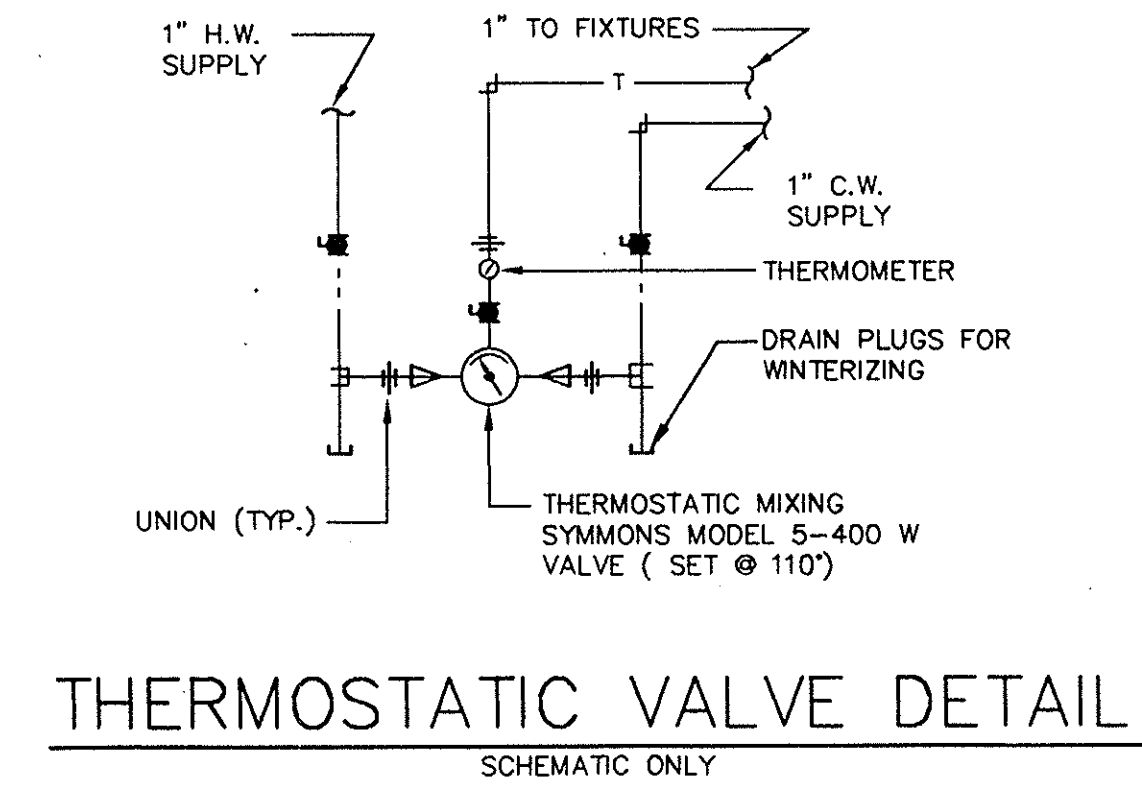 1" H.W.
SUPPLY
1" TO FIXTURES
T
1" C.W.
SUPPLY
THERMOMETER
DRAIN PLUGS FOR
WINTERIZING
UNION (TYP.)
THERMOSTATIC MIXING
SYMMONS MODEL 5-400 W
VALVE ( SET @ 110°)
THERMOSTATIC VALVE DETAIL
SCHEMATIC ONLY